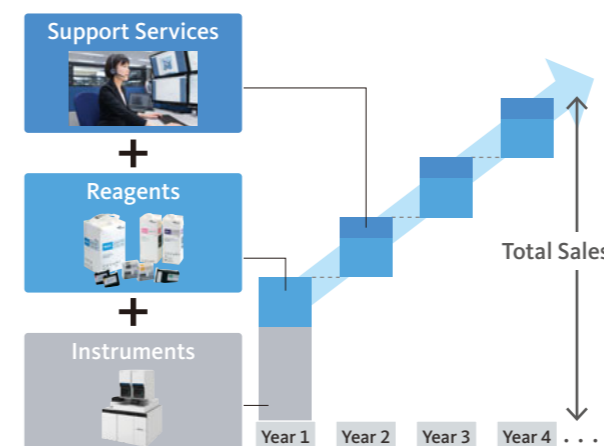 Support Services
+
Reagents
+
Instruments
Total Sales
Year 1
Year 2
Year 3
Year 4 . . .